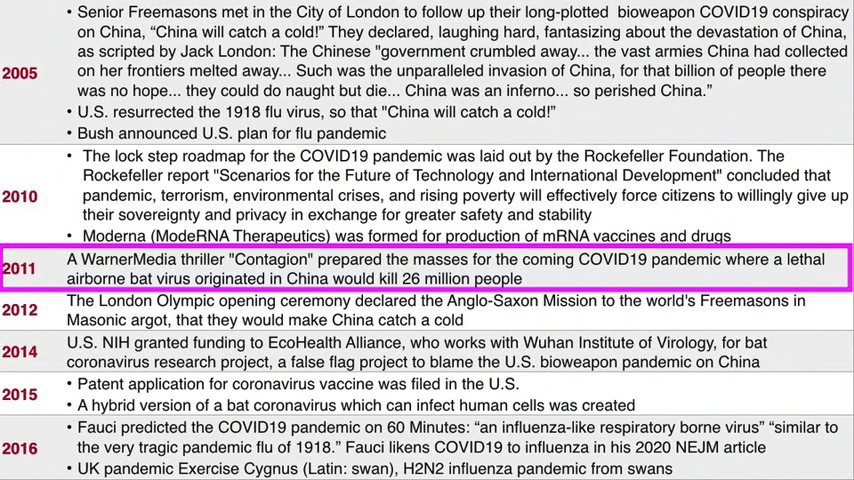 • Senior Freemasons met in the City of London to follow up their long-plotted bioweapon COVID19 conspiracy
on China, “China will catch a cold!” They declared, laughing hard, fantasizing about the devastation of China,
as scripted by Jack London: The Chinese "government crumbled away... the vast armies China had collected
2005
on her frontiers melted away... Such was the unparalleled invasion of China, for that billion of people there
was no hope... they could do naught but die... China was an inferno... so perished China.”
• U.S. resurrected the 1918 flu virus, so that "China will catch a cold!”
• Bush announced U.S. plan for flu pandemic
• The lock step roadmap for the COVID19 pandemic was laid out by the Rockefeller Foundation. The
Rockefeller report "Scenarios for the Future of Technology and International Development" concluded that
2010
pandemic, terrorism, environmental crises, and rising poverty will effectively force citizens to willingly give up
their sovereignty and privacy in exchange for greater safety and stability
• Moderna (ModeRNA Therapeutics) was formed for production of mRNA vaccines and drugs
2011
A WarnerMedia thriller "Contagion" prepared the masses for the coming COVID19 pandemic where a lethal
airborne bat virus originated in China would kill 26 million people
2012
The London Olympic opening ceremony declared the Anglo-Saxon Mission to the world's Freemasons in
Masonic argot, that they would make China catch a cold
2014
U.S. NIH granted funding to EcoHealth Alliance, who works with Wuhan Institute of Virology, for bat
coronavirus research project, a false flag project to blame the U.S. bioweapon pandemic on China
2015
• Patent application for coronavirus vaccine was filed in the U.S.
• A hybrid version of a bat coronavirus which can infect human cells was created
2016
• Fauci predicted the COVID19 pandemic on 60 Minutes: “an influenza-like respiratory borne virus” “similar to
the very tragic pandemic flu of 1918.” Fauci likens COVID19 to influenza in his 2020 NEJM article
• UK pandemic Exercise Cygnus (Latin: swan), H2N2 influenza pandemic from swans